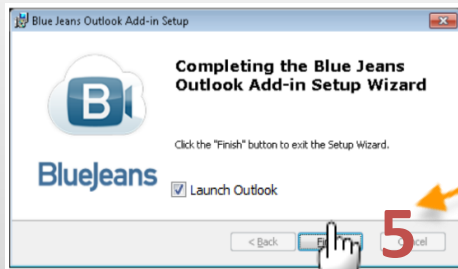 Blue Jeans Outlook Add-in Setup
Completing the Blue Jeans
Outlook Add-in Setup Wizard
B
Click the "Finish" button to exit the Setup Wizard.
BlueJeans
Launch Outlook
< Back
5